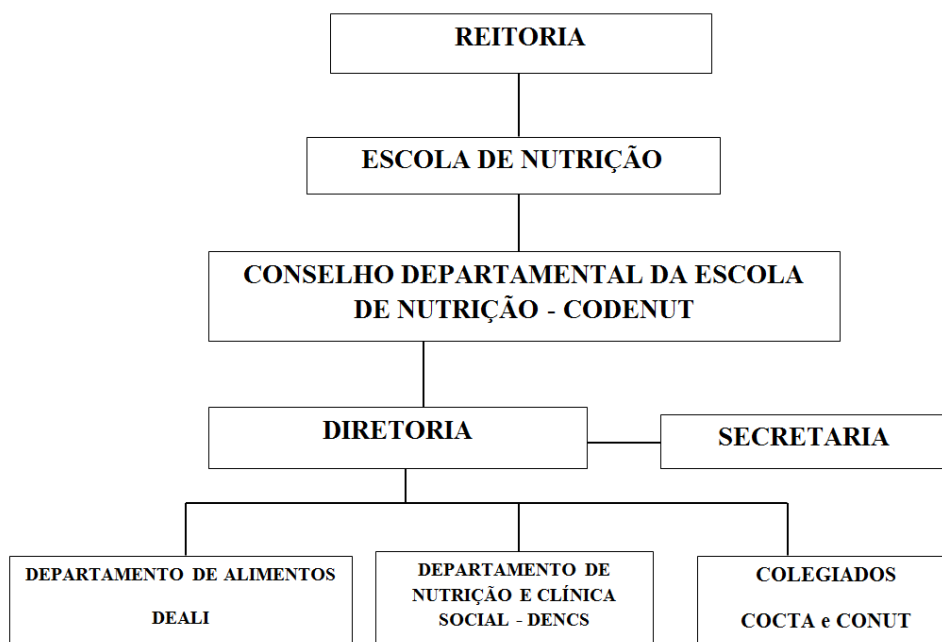 REITORIA
ESCOLA DE NUTRIÇÃO
CONSELHO DEPARTAMENTAL DA ESCOLA
DE NUTRIÇÃO - CODENUT
DIRETORIA
SECRETARIA
DEPARTAMENTO DE ALIMENTOS
DEALI
DEPARTAMENTO DE
NUTRIÇÃO E CLÍNICA
SOCIAL - DENCS
COLEGIADOS
COCTA e CONUT